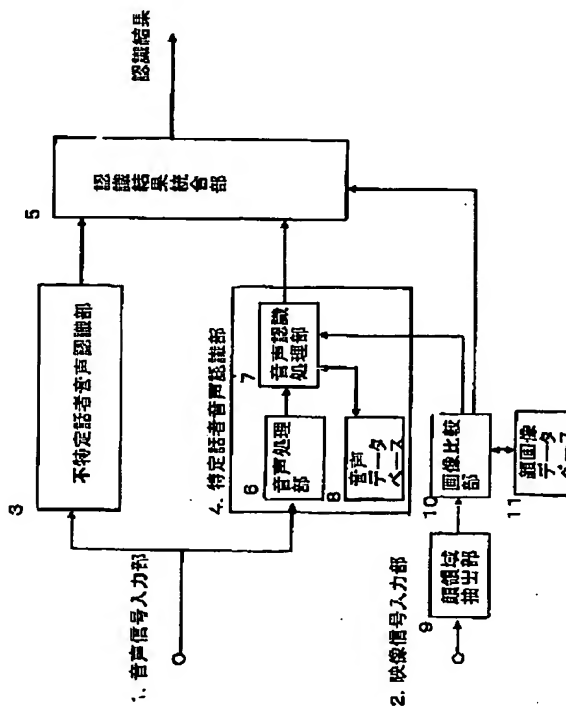 1. 音声信号入力部
3
不特定話者音声認識部
4. 特定話者音声認識部
6
音声処理
部
7
音声認識
処理部
8
音声
データ
ベース
5
認識結果統合部
認識結果
2. 映像信号入力部
9
顔領域
抽出部
10
画像比較
部
11
顔画像
データ
ベース